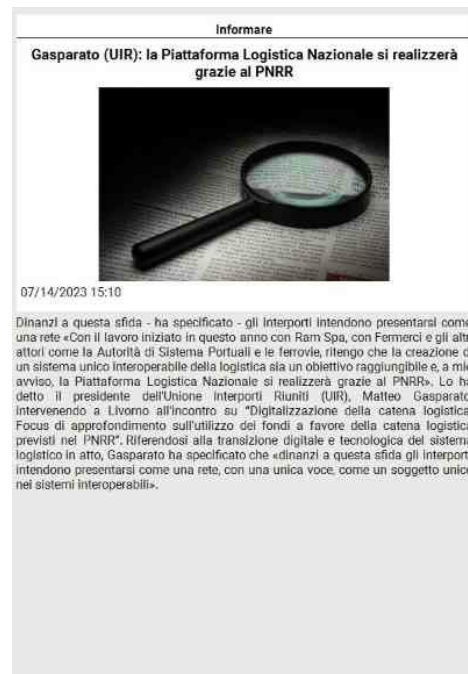 Informare
Gasparato (UIR): la Piattaforma Logistica Nazionale si realizzerà
grazie al PNRR
07/14/2023 15:10
Dinanzi a questa sfida - ha specificato - gli interporti intendono presentarsi come
una rete «Con il lavoro iniziato in questo anno con Ram Spa, con Fermerci e gli altr
attori come la Autorità di Sistema Portuali e le ferrovie, ritengo che la creazione d
un sistema unico interoperabile della logistica sia un obiettivo raggiungibile e, a mio
avviso, la Piattaforma Logistica Nazionale si realizzerà grazie al PNRR». Lo ha
detto il presidente dell'Unione Interporti Riuniti (UIR), Matteo Gasparato
intervenendo a Livorno all'incontro su "Digitalizzazione della catena logistica
Focus di approfondimento sull'utilizzo dei fondi a favore della catena logistica
previsti nel PNRR". Riferendosi alla transizione digitale e tecnologica del sistema
logistico in atto, Gasparato ha specificato che «dinanzi a questa sfida gli interporti
intendono presentarsi come una rete, con una unica voce, come un soggetto unico
nei sistemi interoperabili».